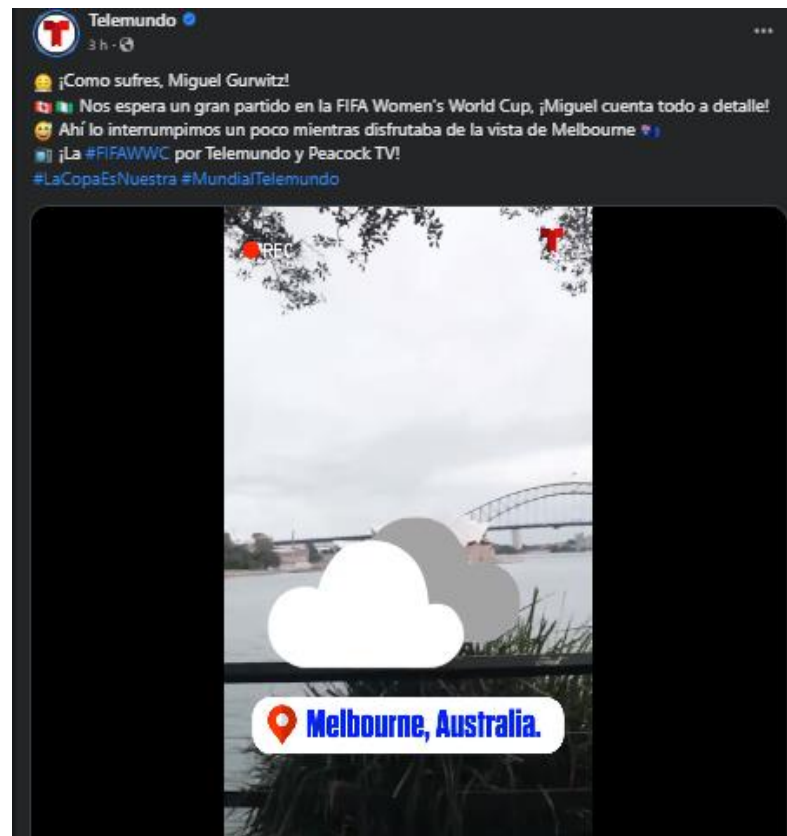 Telemundo
3 h ·
¡Como sufres, Miguel Gurwitz!
Nos espera un gran partido en la FIFA Women's World Cup, ¡Miguel cuenta todo a detalle!
Ahí lo interrumpimos un poco mientras disfrutaba de la vista de Melbourne
¡La #FIFAWWC por Telemundo y Peacock TV!
#LaCopaEsNuestra #MundialTelemundo
REC
Melbourne, Australia.